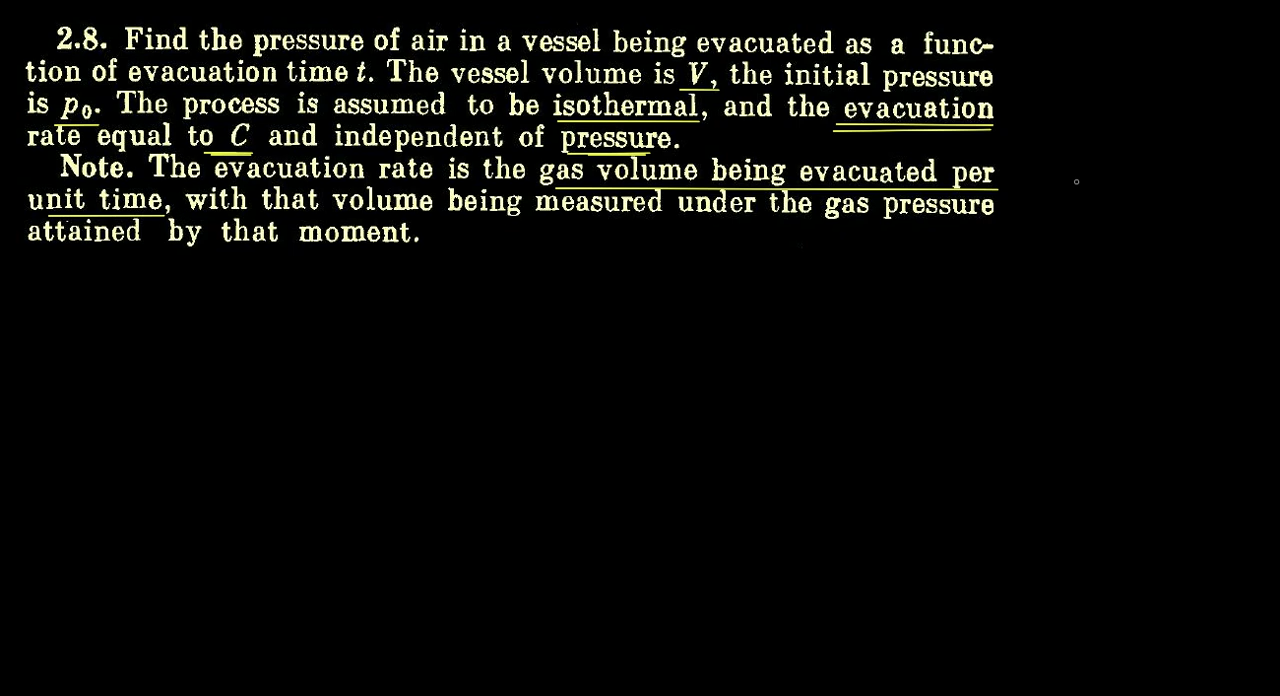 2.8. Find the pressure of air in a vessel being evacuated as a func-
tion of evacuation time t. The vessel volume is V, the initial pressure
is p₀. The process is assumed to be isothermal, and the evacuation
rate equal to C and independent of pressure.
Note. The evacuation rate is the gas volume being evacuated per
unit time, with that volume being measured under the gas pressure
attained by that moment.